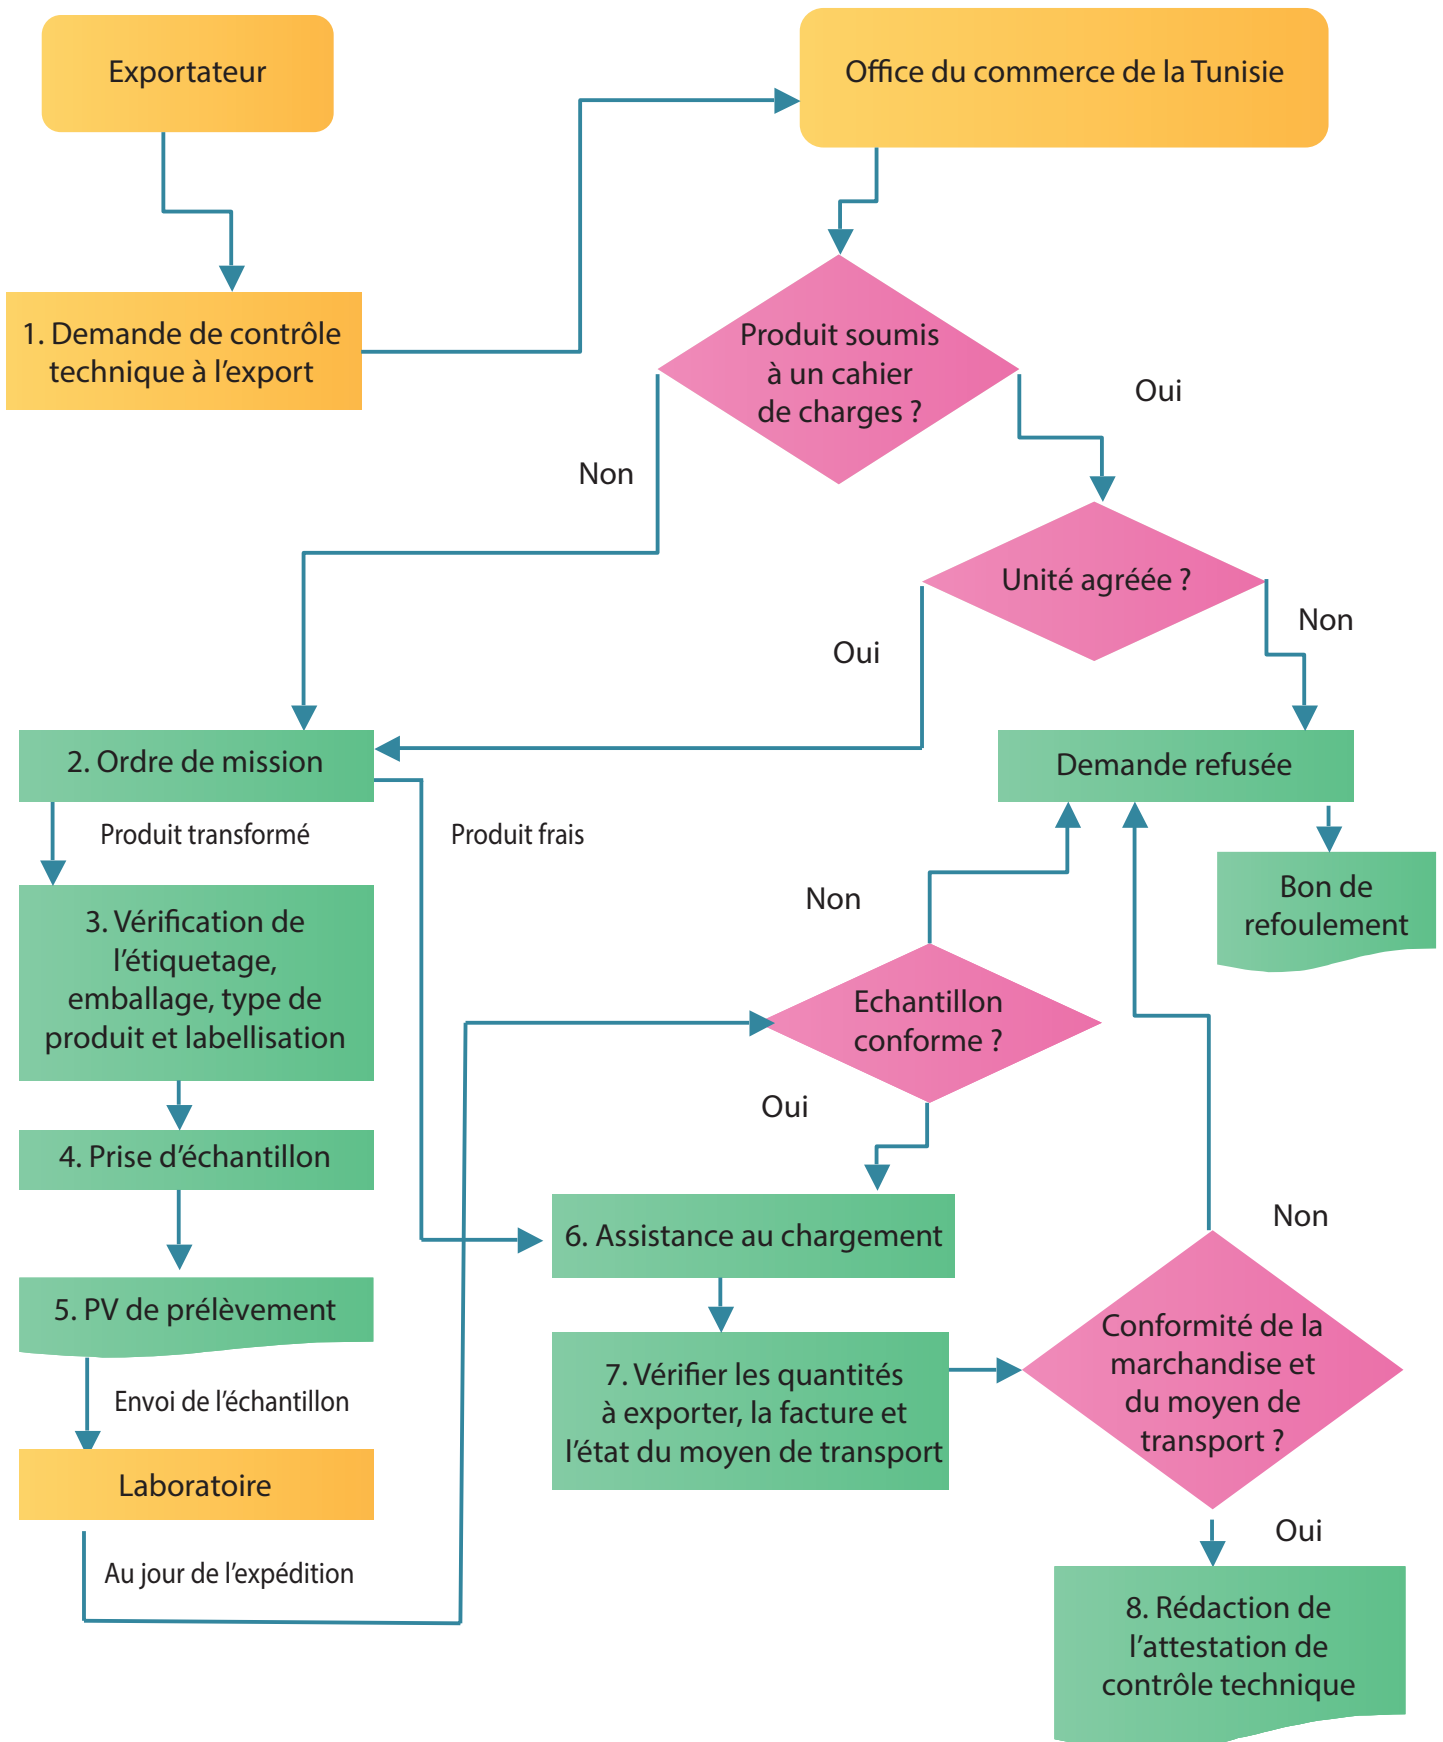 Exportateur
Office du commerce de la Tunisie
1. Demande de contrôle
technique à l’export
Produit soumis
à un cahier
de charges ?
Oui
Non
Unité agréée ?
Non
Oui
2. Ordre de mission
Demande refusée
Produit transformé
Produit frais
Bon de
refoulement
Non
3. Vérification de
l’étiquetage,
emballage, type de
produit et labellisation
Echantillon
conforme ?
Oui
4. Prise d’échantillon
6. Assistance au chargement
Non
5. PV de prélèvement
Conformité de la
marchandise et
du moyen de
transport ?
7. Vérifier les quantités
à exporter, la facture et
l’état du moyen de transport
Envoi de l’échantillon
Laboratoire
Oui
Au jour de l’expédition
8. Rédaction de
l’attestation de
contrôle technique